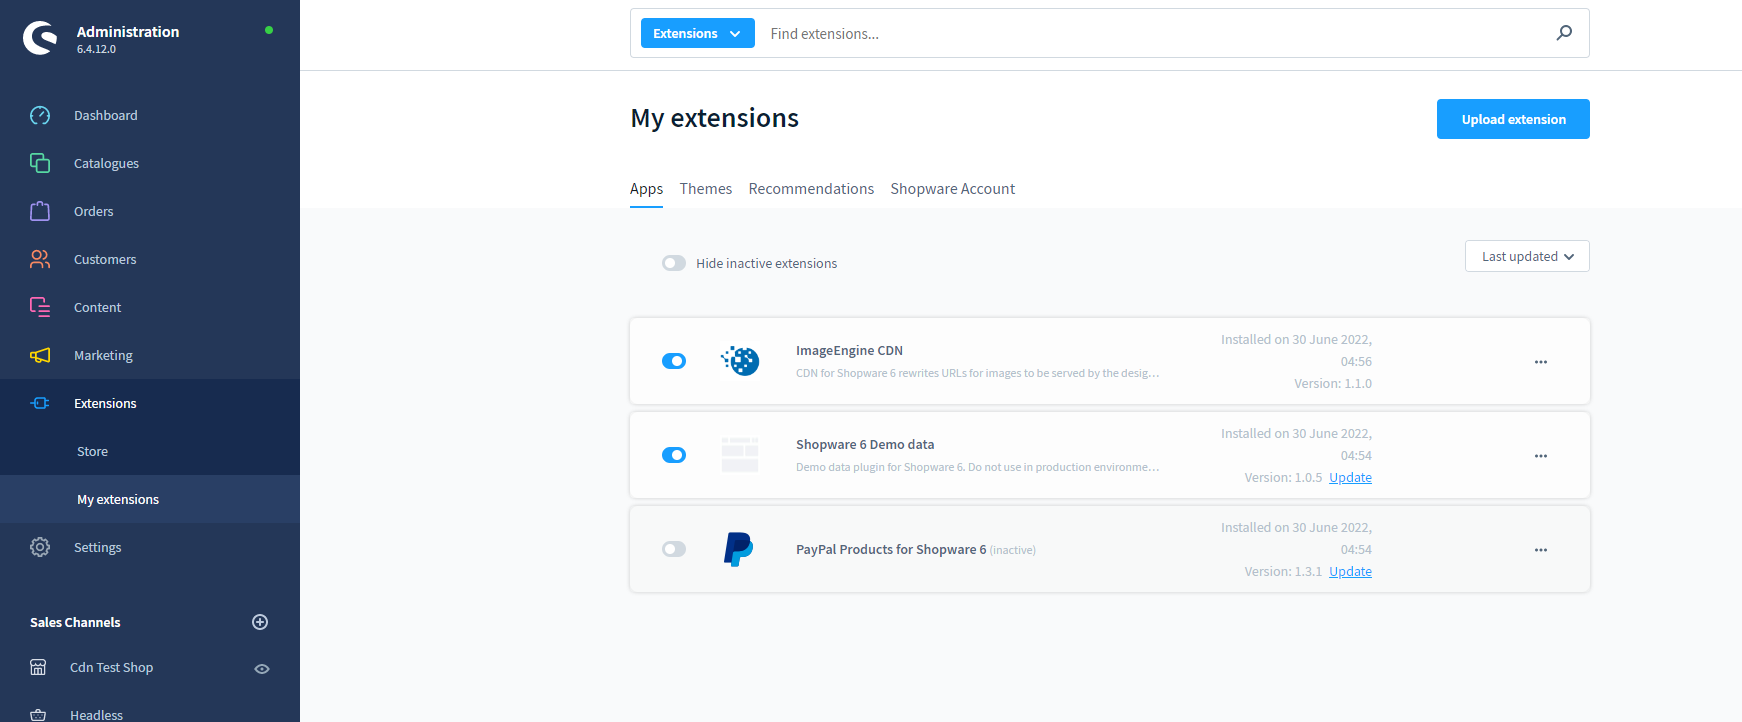 Administration
6.4.12.0
Dashboard
Catalogues
Orders
Customers
Content
Marketing
Extensions
Store
My extensions
Settings
Sales Channels
Cdn Test Shop
Headless
Extensions
Find extensions...
My extensions
Upload extension
Apps Themes Recommendations Shopware Account
Hide inactive extensions
Last updated
ImageEngine CDN
CDN for Shopware 6 rewrites URLs for images to be served by the desig...
Installed on 30 June 2022,
04:56
Version: 1.1.0
Shopware 6 Demo data
Demo data plugin for Shopware 6. Do not use in production environme...
Installed on 30 June 2022,
04:54
Version: 1.0.5 Update
PayPal Products for Shopware 6 (inactive)
Installed on 30 June 2022,
04:54
Version: 1.3.1 Update